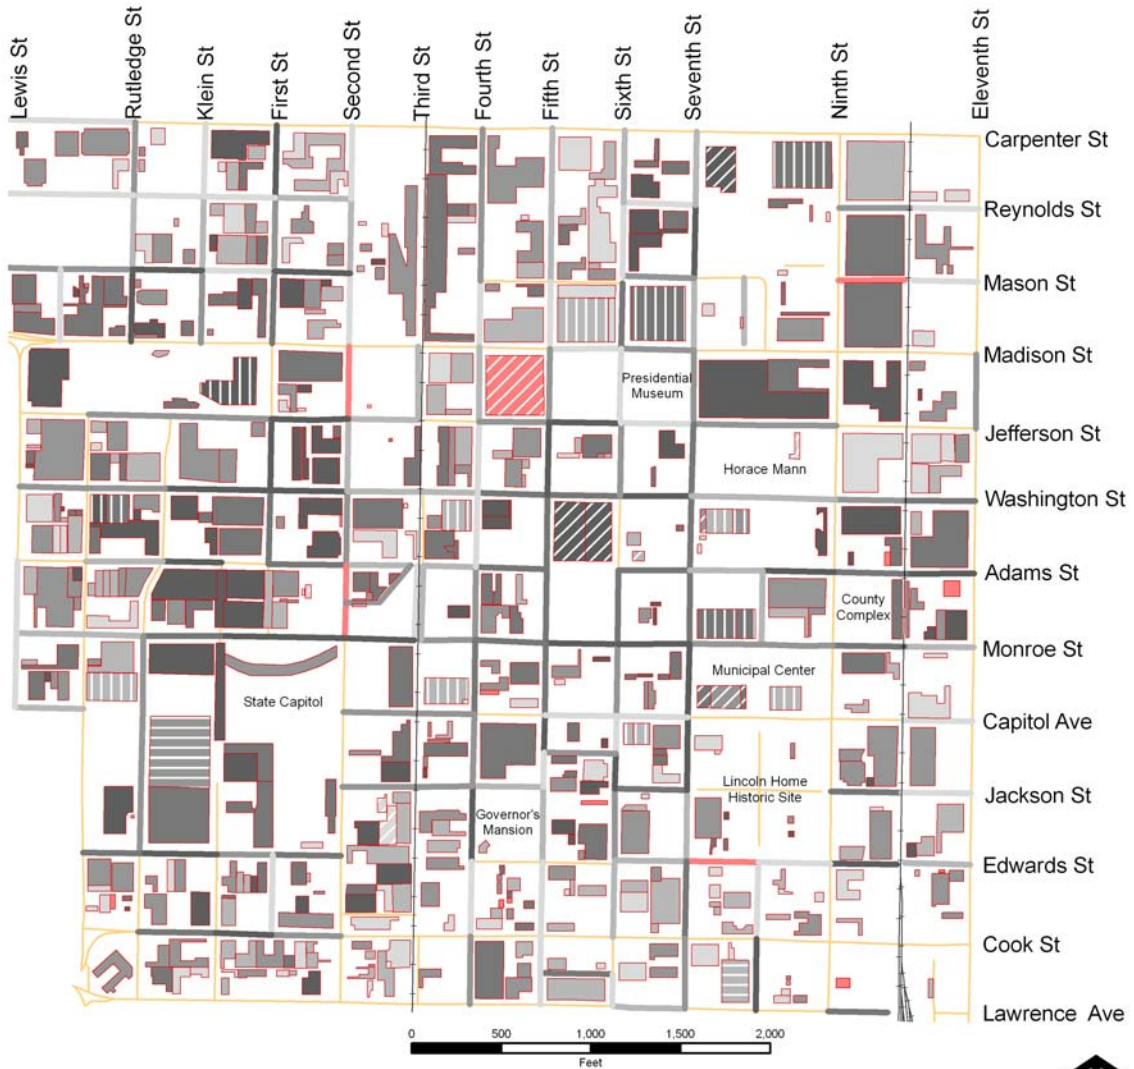 Lewis St
Rutledge St
Klein St
First St
Second St
Third St
Fourth St
Fifth St
Sixth St
Seventh St
Ninth St
Eleventh St
Carpenter St
Reynolds St
Mason St
Madison St
Presidential
Museum
Jefferson St
Horace Mann
Washington St
Adams St
County
Complex
Monroe St
Municipal Center
State Capitol
Capitol Ave
Lincoln Home
Historic Site
Jackson St
Governor's
Mansion
Edwards St
Cook St
Lawrence Ave
0 500 1,000 1,500 2,000
Feet